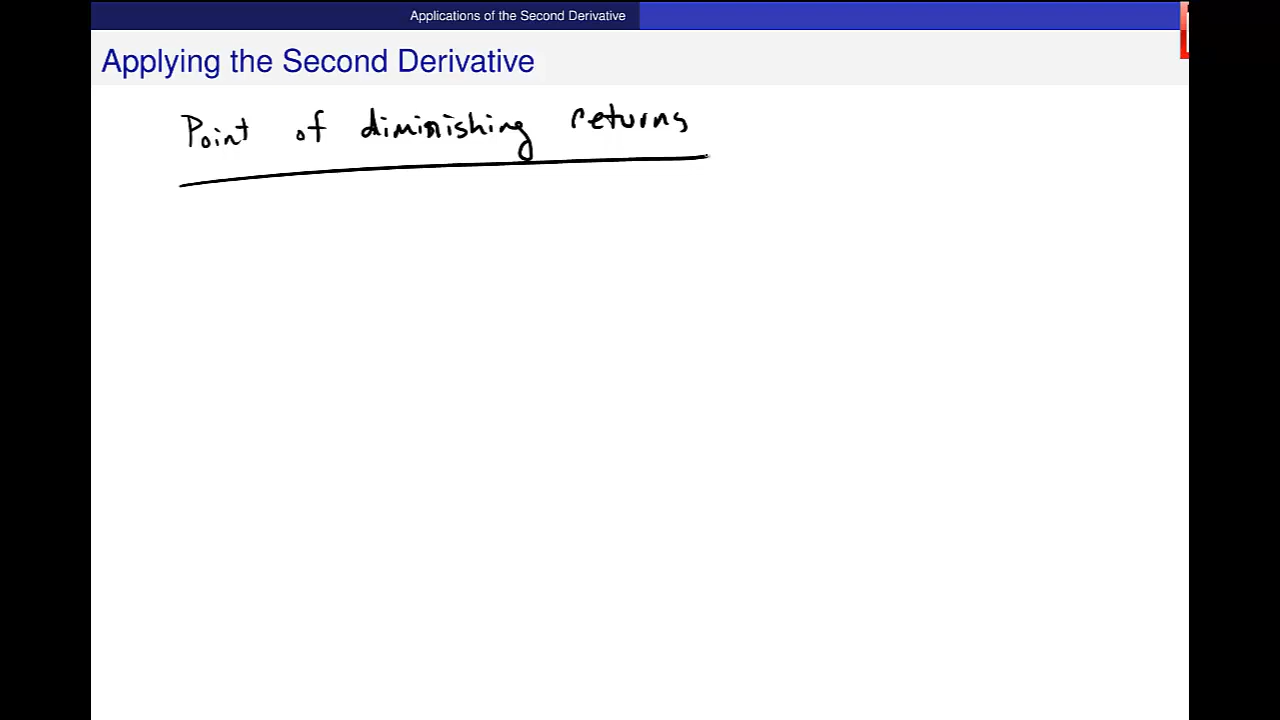 Applications of the Second Derivative
Applying the Second Derivative
Point of diminishing returns